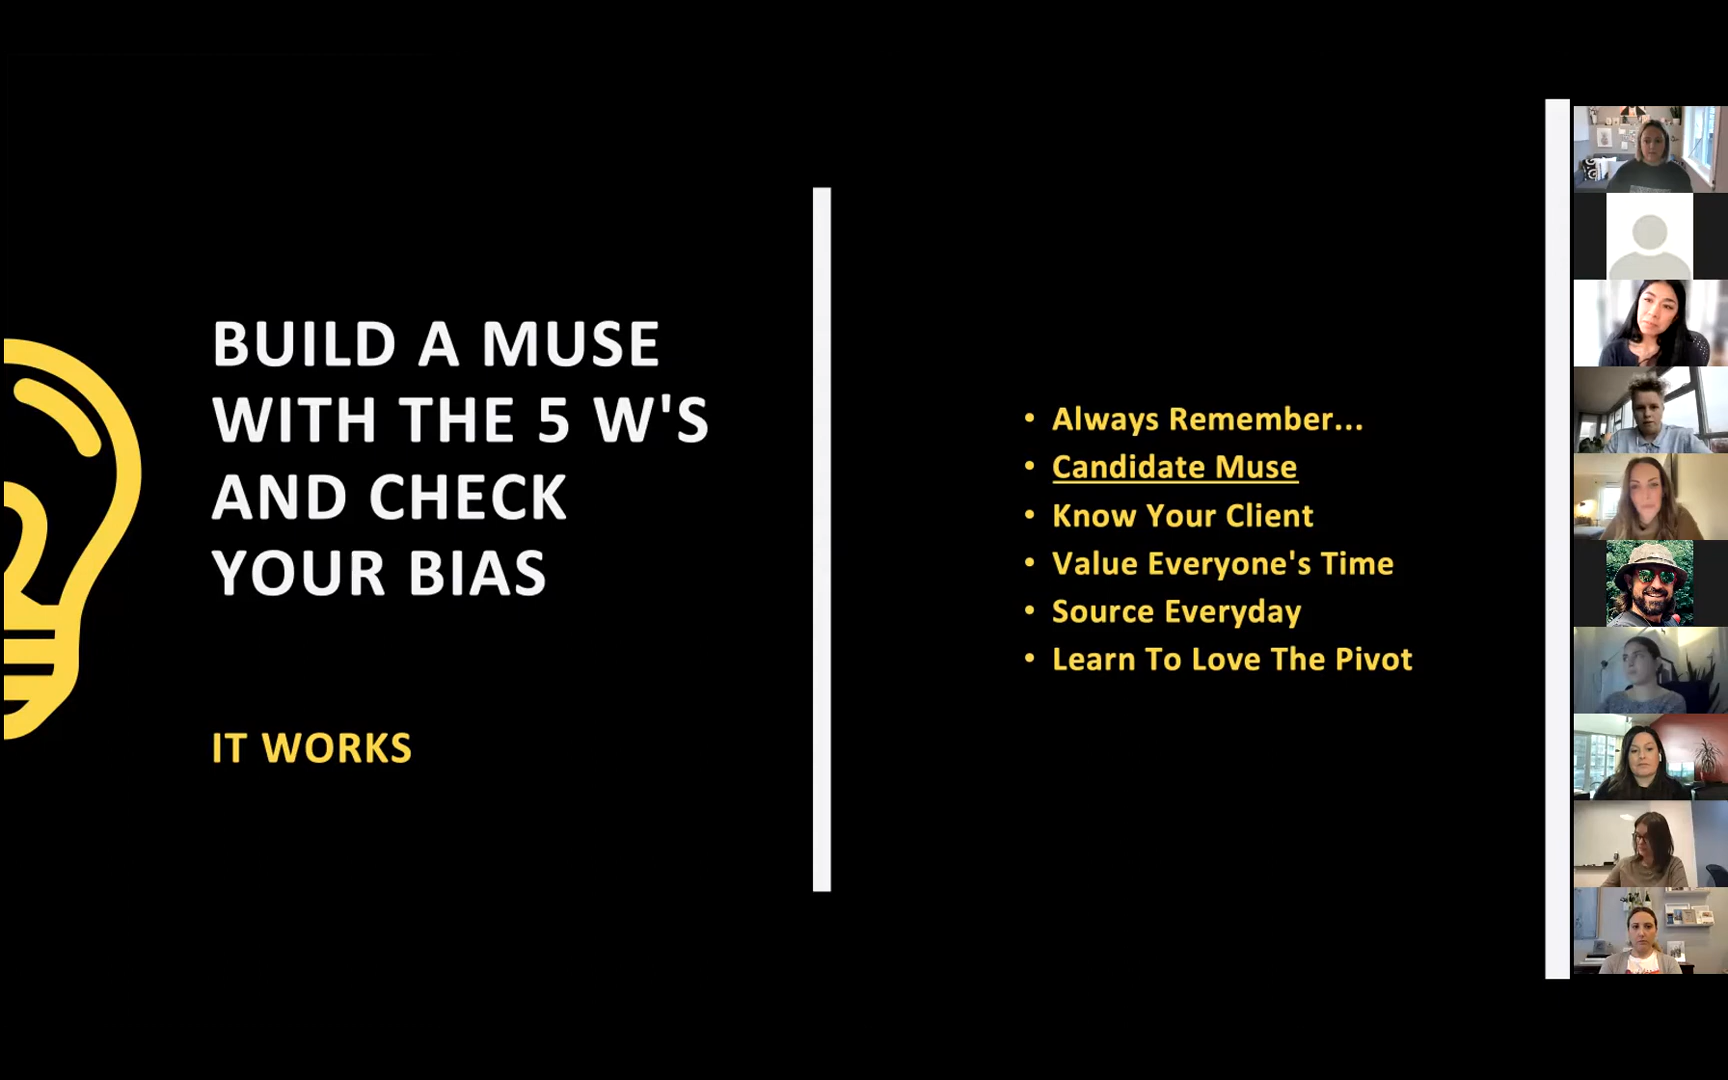 BUILD A MUSE
WITH THE 5 W'S
AND CHECK
YOUR BIAS
IT WORKS
• Always Remember...
• Candidate Muse
• Know Your Client
• Value Everyone's Time
• Source Everyday
• Learn To Love The Pivot